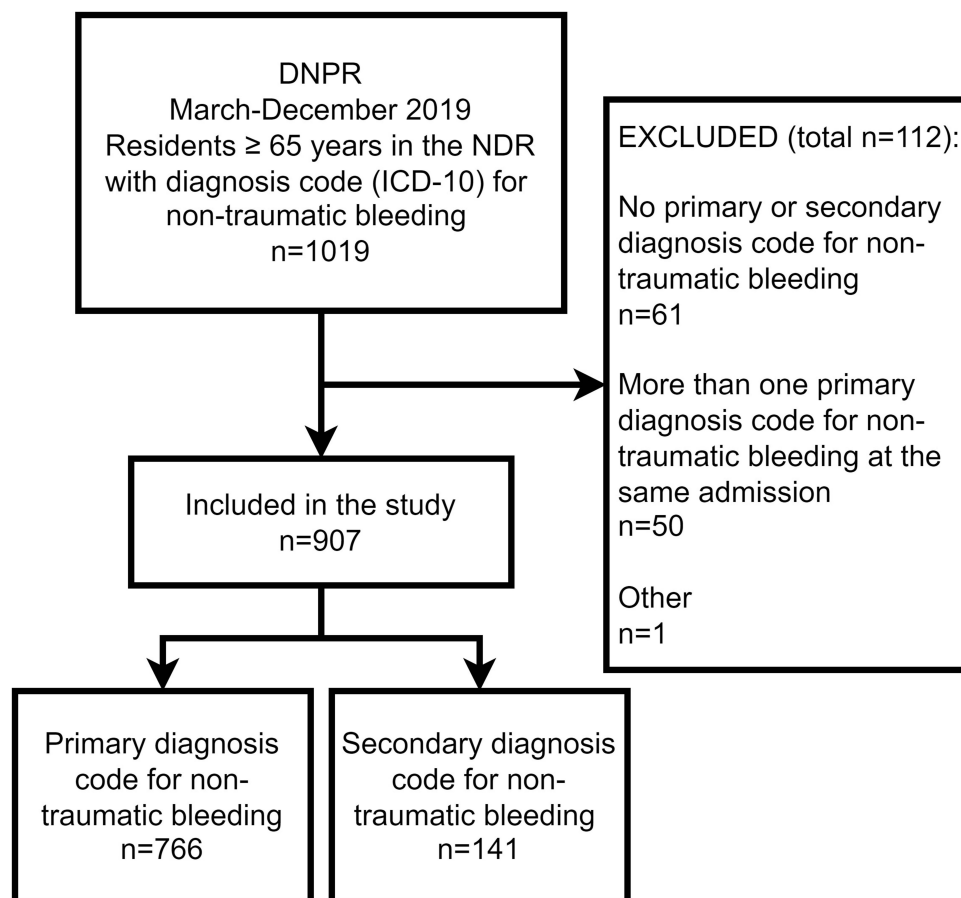 DNPR
March-December 2019
Residents ≥ 65 years in the NDR
with diagnosis code (ICD-10) for
non-traumatic bleeding
n=1019
EXCLUDED (total n=112):
No primary or secondary
diagnosis code for non-
traumatic bleeding
n=61
More than one primary
diagnosis code for non-
traumatic bleeding at the
same admission
n=50
Other
n=1
Included in the study
n=907
Primary diagnosis
code for non-
traumatic bleeding
n=766
Secondary diagnosis
code for non-
traumatic bleeding
n=141